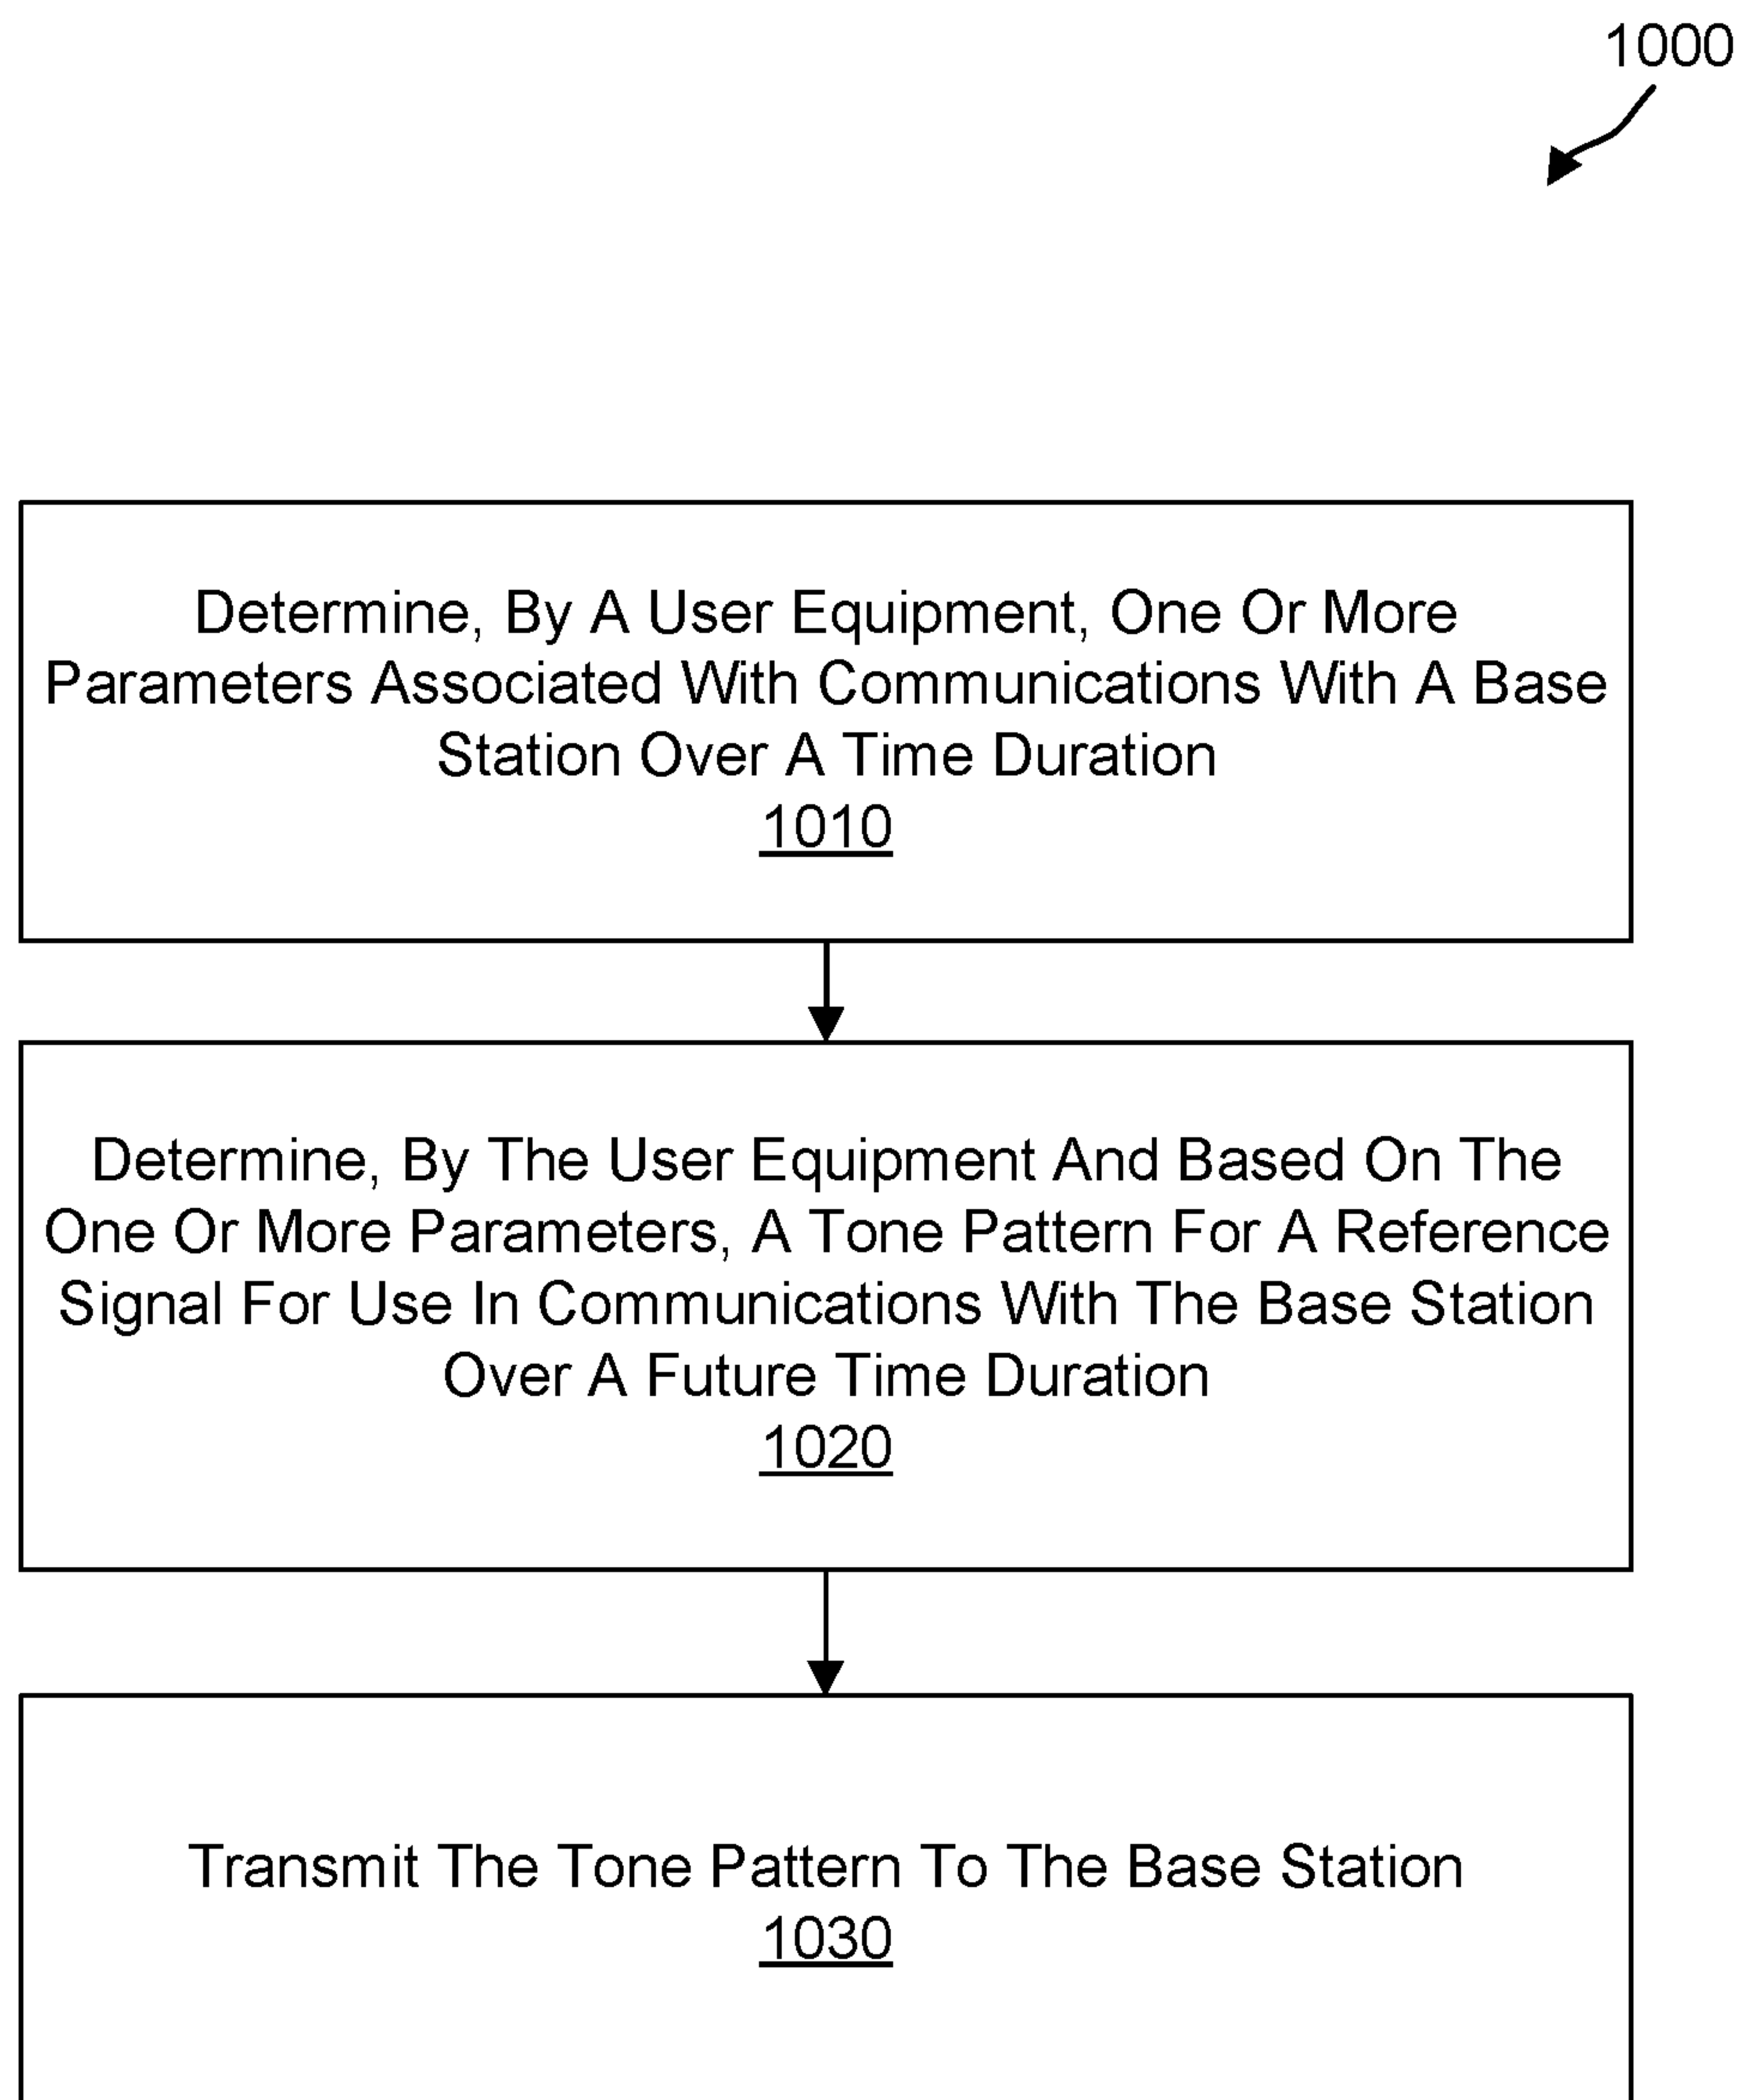 1000
Determine, By A User Equipment, One Or More
Parameters Associated With Communications With A Base
Station Over A Time Duration
1010
Determine, By The User Equipment And Based On The
One Or More Parameters, A Tone Pattern For A Reference
Signal For Use In Communications With The Base Station
Over A Future Time Duration
1020
Transmit The Tone Pattern To The Base Station
1030